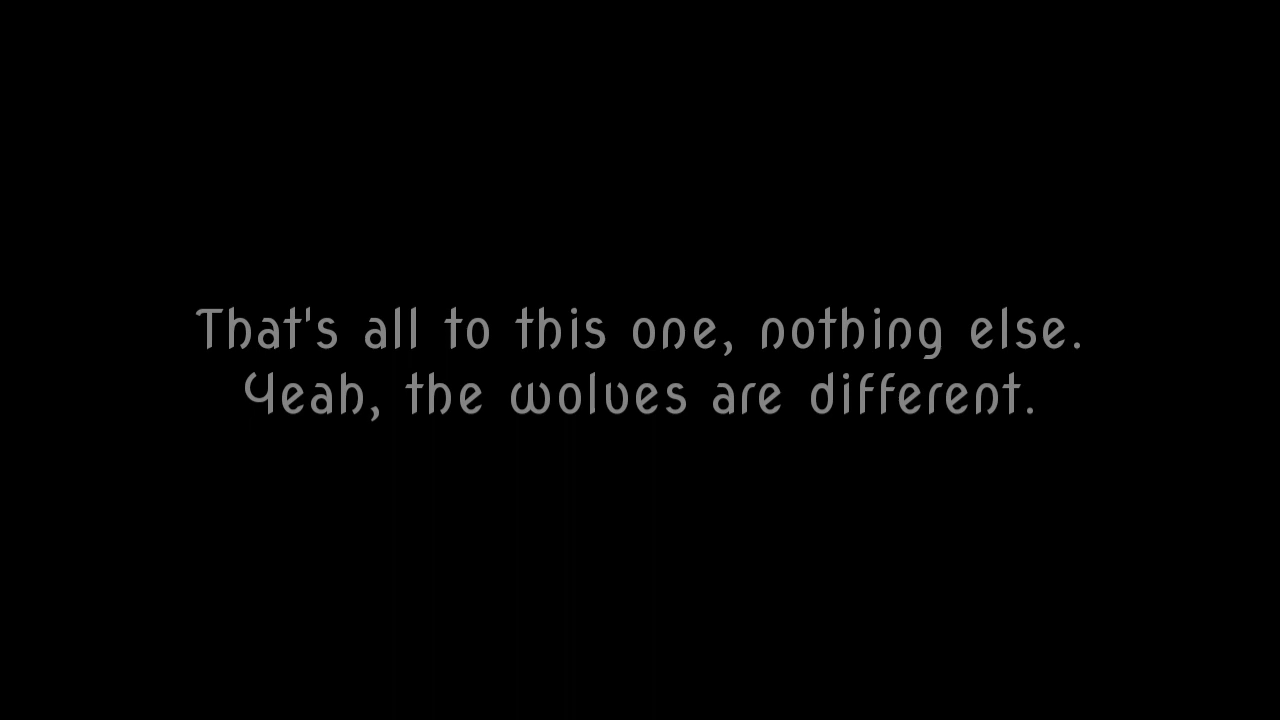 That's all to this one, nothing else.
Yeah, the wolves are different.